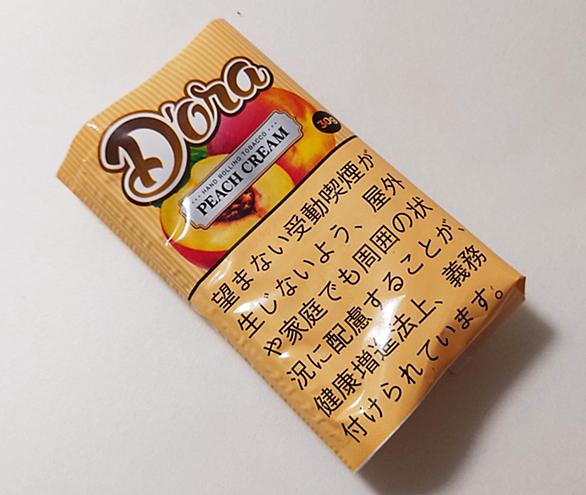 D'ora
HAND ROLLING TOBACCO
PEACH CREAM
30g
望まない受動喫煙が
生じないよう、屋外
や家庭でも周囲の状
況に配慮することが、
健康増進法上、義務
付けられています。